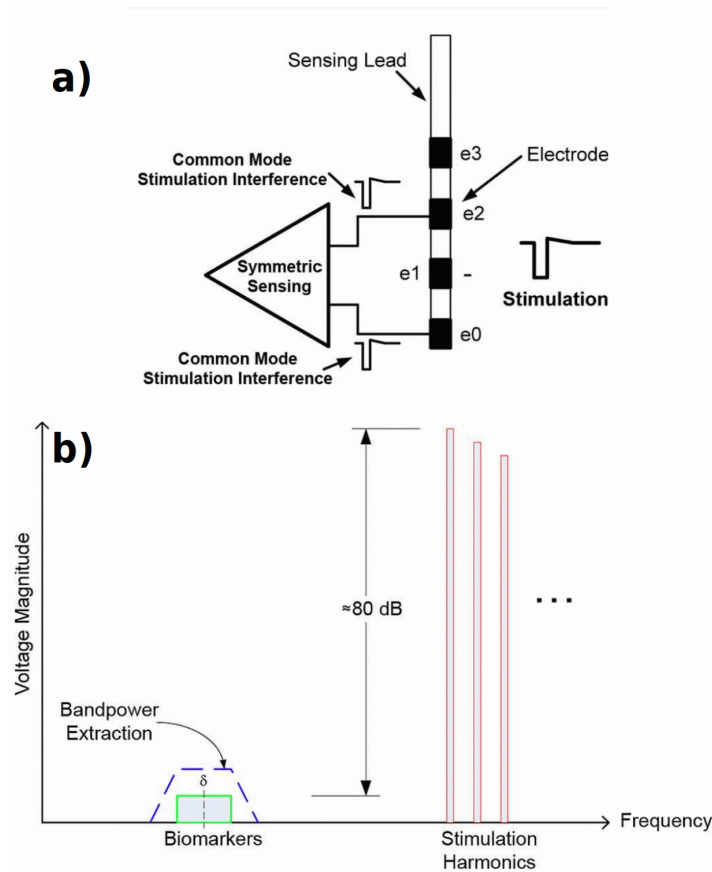 a)
Sensing Lead
e3
Electrode
Common Mode
Stimulation Interference
e2
Symmetric
Sensing
e1
-
Stimulation
e0
Common Mode
Stimulation Interference
b)
Voltage Magnitude
≈80 dB
...
Bandpower
Extraction
δ
Frequency
Biomarkers
Stimulation
Harmonics